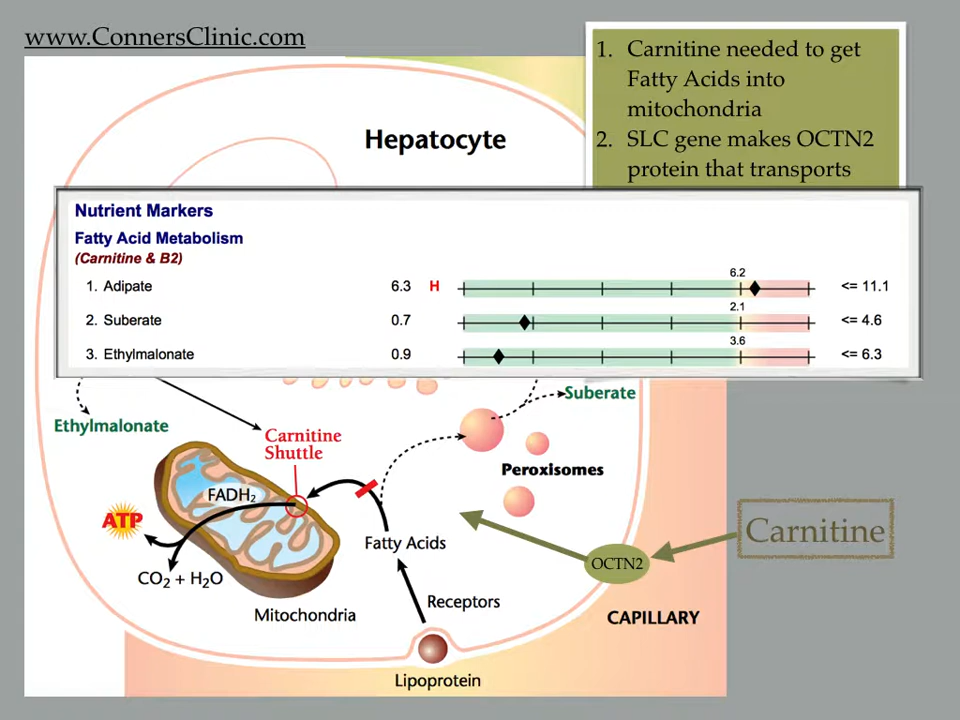 www.ConnersClinic.com
1. Carnitine needed to get
Fatty Acids into
mitochondria
2. SLC gene makes OCTN2
protein that transports
Hepatocyte
Nutrient Markers
Fatty Acid Metabolism
(Carnitine & B2)
6.2
1. Adipate 6.3 H <= 11.1
2.1
2. Suberate 0.7 <= 4.6
3.6
3. Ethylmalonate 0.9 <= 6.3
Suberate
Ethylmalonate
Carnitine
Shuttle
Peroxisomes
FADH2
ATP
Carnitine
Fatty Acids
OCTN2
CO2 + H2O
Receptors
Mitochondria
CAPILLARY
Lipoprotein